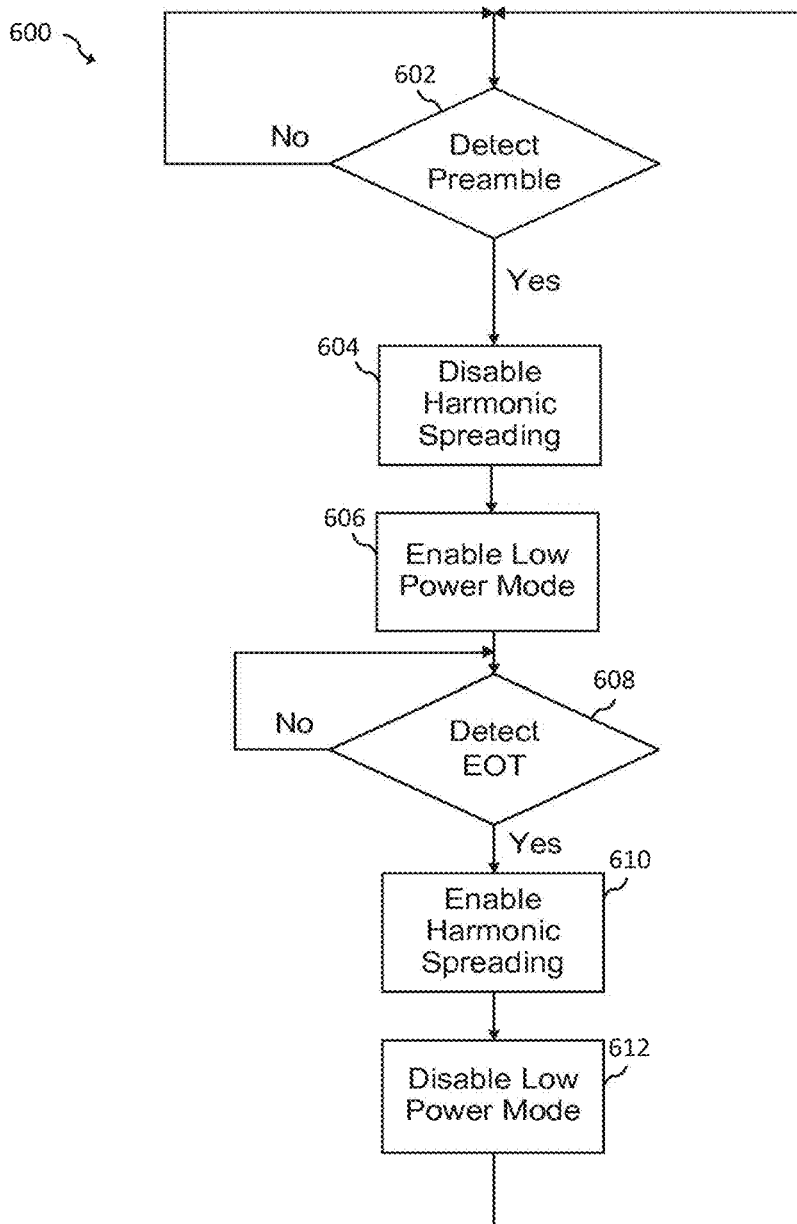 600
602
No
Detect
Preamble
Yes
604
Disable
Harmonic
Spreading
606
Enable Low
Power Mode
608
No
Detect
EOT
Yes
610
Enable
Harmonic
Spreading
612
Disable Low
Power Mode